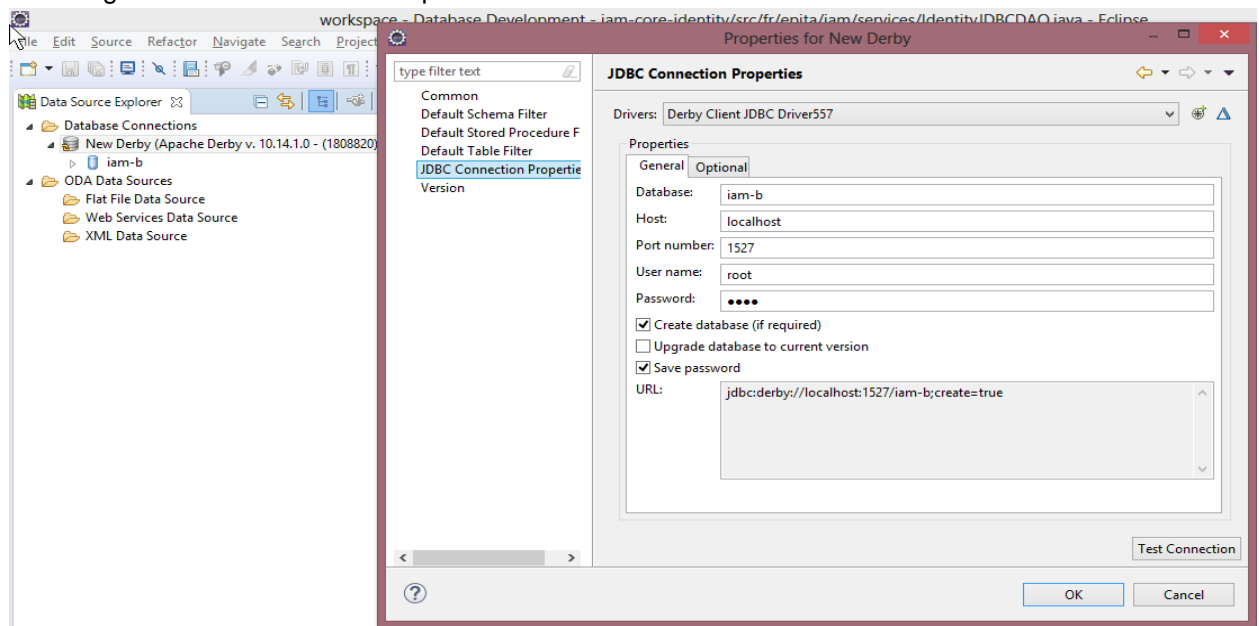 workspace - Database Development - iam-core-identity/src/fr/epita/iam/services/IdentityJDBCDAO.java - Eclipse
File Edit Source Refactor Navigate Search Project
Data Source Explorer
Database Connections
New Derby (Apache Derby v. 10.14.1.0 - (1808820)
iam-b
ODA Data Sources
Flat File Data Source
Web Services Data Source
XML Data Source
Properties for New Derby
type filter text
Common
Default Schema Filter
Default Stored Procedure F
Default Table Filter
JDBC Connection Propertie
Version
JDBC Connection Properties
Drivers: Derby Client JDBC Driver557
Properties
General Optional
Database: iam-b
Host: localhost
Port number: 1527
User name: root
Password: ••••
Create database (if required)
Upgrade database to current version
Save password
URL: jdbc:derby://localhost:1527/iam-b;create=true
Test Connection
OK Cancel